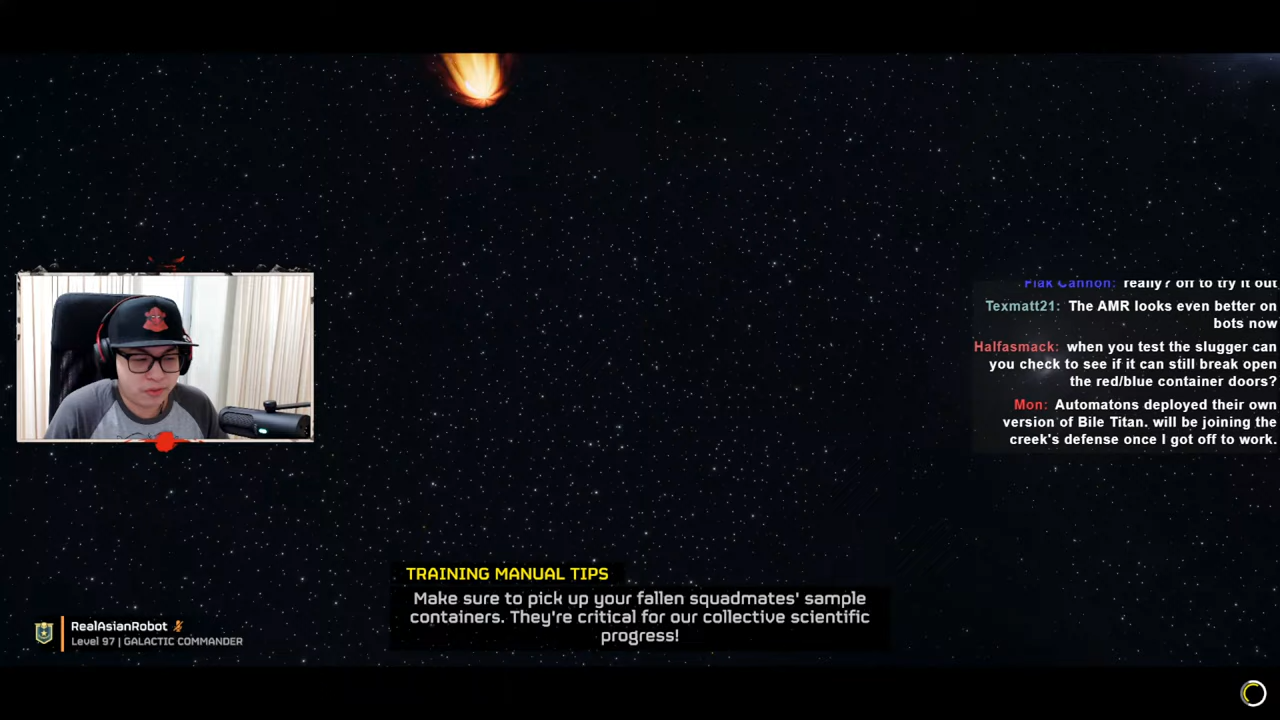 Flak Cannon: really? off to try it out
Texmatt21: The AMR looks even better on
bots now
Halfasmack: when you test the slugger can
you check to see if it can still break open
the red/blue container doors?
Mon: Automatons deployed their own
version of Bile Titan. will be joining the
creek's defense once I got off to work.
TRAINING MANUAL TIPS
Make sure to pick up your fallen squadmates' sample
containers. They're critical for our collective scientific
progress!
RealAsianRobot
Level 97 | GALACTIC COMMANDER